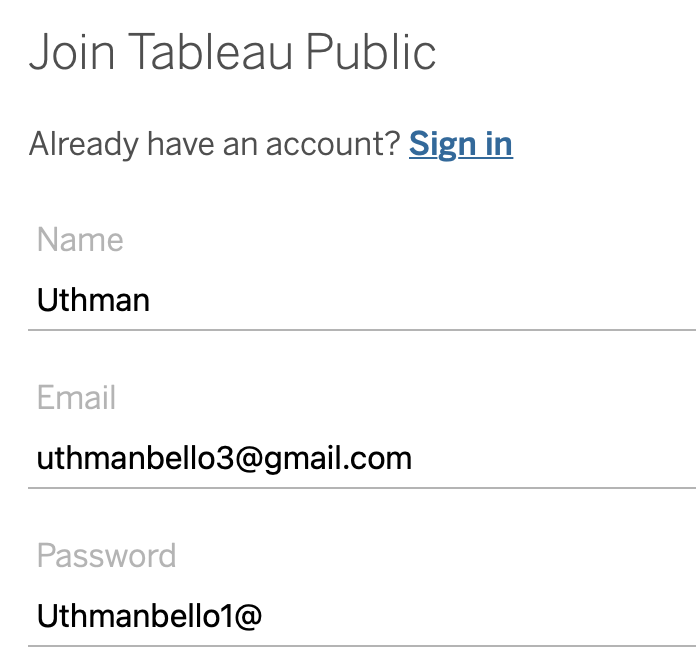 Join Tableau Public
Already have an account? Sign in
Name
Uthman
Email
uthmanbello3@gmail.com
Password
Uthmanbello1@